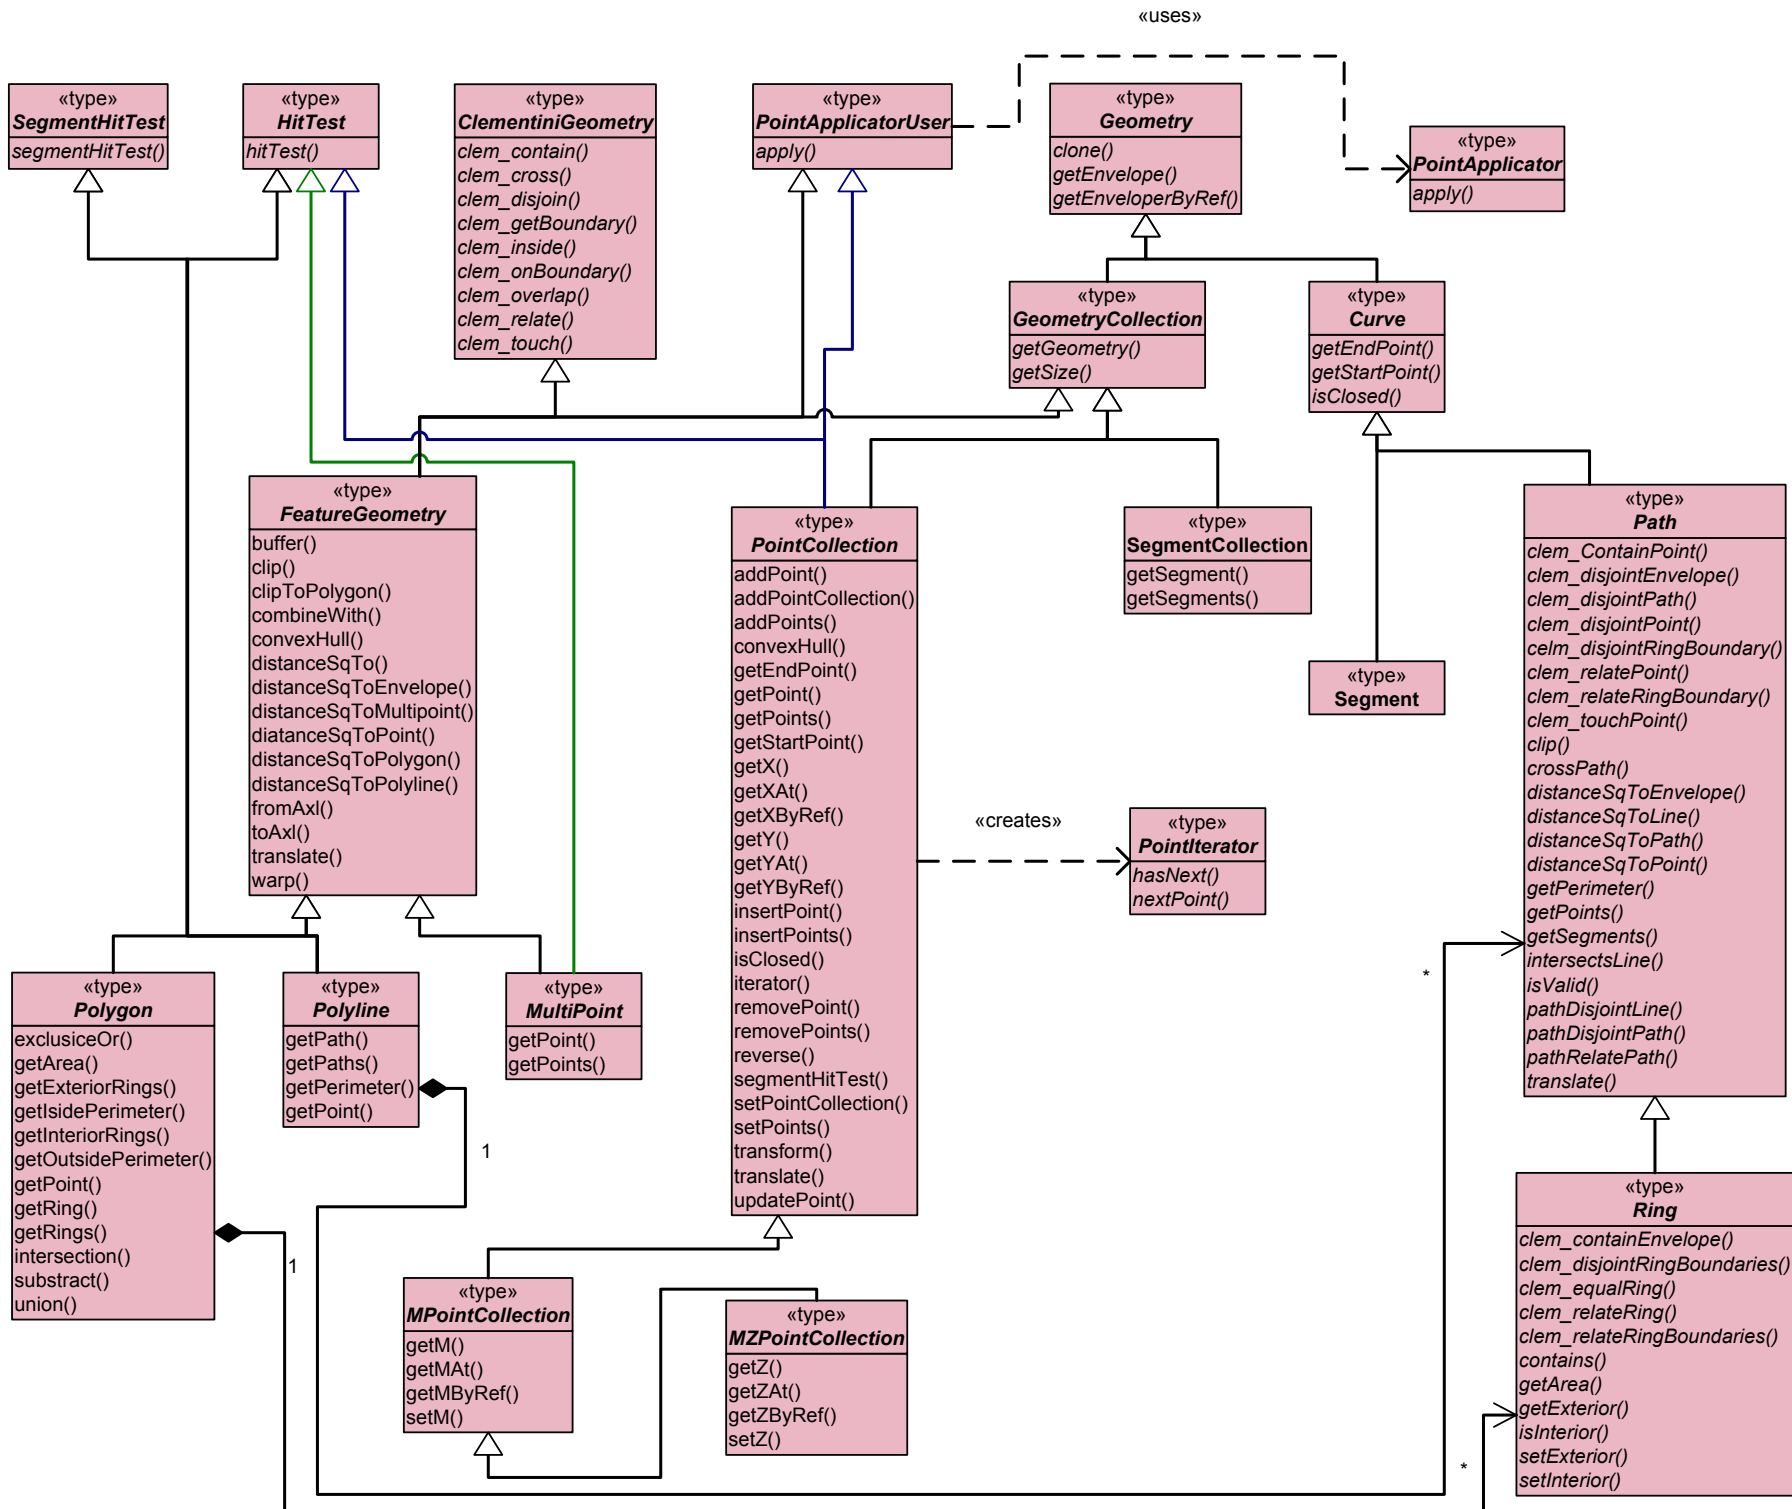 «uses»
«type»
SegmentHitTest
segmentHitTest()
«type»
HitTest
hitTest()
«type»
ClementiniGeometry
clem_contain()
clem_cross()
clem_disjoin()
clem_getBoundary()
clem_inside()
clem_onBoundary()
clem_overlap()
clem_relate()
clem_touch()
«type»
PointApplicatorUser
apply()
«type»
Geometry
clone()
getEnvelope()
getEnveloperByRef()
«type»
PointApplicator
apply()
«type»
GeometryCollection
getGeometry()
getSize()
«type»
Curve
getEndPoint()
getStartPoint()
isClosed()
«type»
FeatureGeometry
buffer()
clip()
clipToPolygon()
combineWith()
convexHull()
distanceSqTo()
distanceSqToEnvelope()
distanceSqToMultipoint()
diatanceSqToPoint()
distanceSqToPolygon()
distanceSqToPolyline()
fromAxl()
toAxl()
translate()
warp()
«type»
PointCollection
addPoint()
addPointCollection()
addPoints()
convexHull()
getEndPoint()
getPoint()
getPoints()
getStartPoint()
getX()
getXAt()
getXByRef()
getY()
getYAt()
getYByRef()
insertPoint()
insertPoints()
isClosed()
iterator()
removePoint()
removePoints()
reverse()
segmentHitTest()
setPointCollection()
setPoints()
transform()
translate()
updatePoint()
«type»
SegmentCollection
getSegment()
getSegments()
«type»
Segment
«type»
Path
clem_ContainPoint()
clem_disjointEnvelope()
clem_disjointPath()
clem_disjointPoint()
celm_disjointRingBoundary()
clem_relatePoint()
clem_relateRingBoundary()
clem_touchPoint()
clip()
crossPath()
distanceSqToEnvelope()
distanceSqToLine()
distanceSqToPath()
distanceSqToPoint()
getPerimeter()
getPoints()
getSegments()
intersectsLine()
isValid()
pathDisjointLine()
pathDisjointPath()
pathRelatePath()
translate()
«creates»
«type»
PointIterator
hasNext()
nextPoint()
*
«type»
Polygon
exclusiceOr()
getArea()
getExteriorRings()
getIsidePerimeter()
getInteriorRings()
getOutsidePerimeter()
getPoint()
getRing()
getRings()
intersection()
substract()
union()
«type»
Polyline
getPath()
getPaths()
getPerimeter()
getPoint()
«type»
MultiPoint
getPoint()
getPoints()
1
1
«type»
MPointCollection
getM()
getMAt()
getMByRef()
setM()
«type»
MZPointCollection
getZ()
getZAt()
getZByRef()
setZ()
«type»
Ring
clem_containEnvelope()
clem_disjointRingBoundaries()
clem_equalRing()
clem_relateRing()
clem_relateRingBoundaries()
contains()
getArea()
getExterior()
isInterior()
setExterior()
setInterior()
*